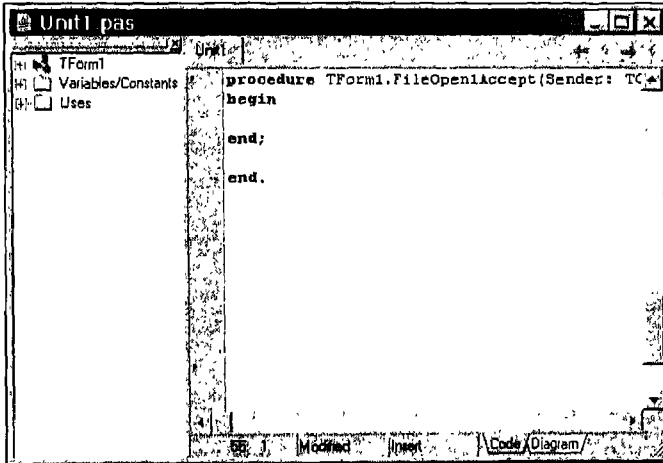 Unit1.pas
TForm1
Variables/Constants
Uses
Unit1
procedure TForm1.FileOpen1Accept(Sender: TO
begin
end;
end.
1 Modified Insert Code Diagram